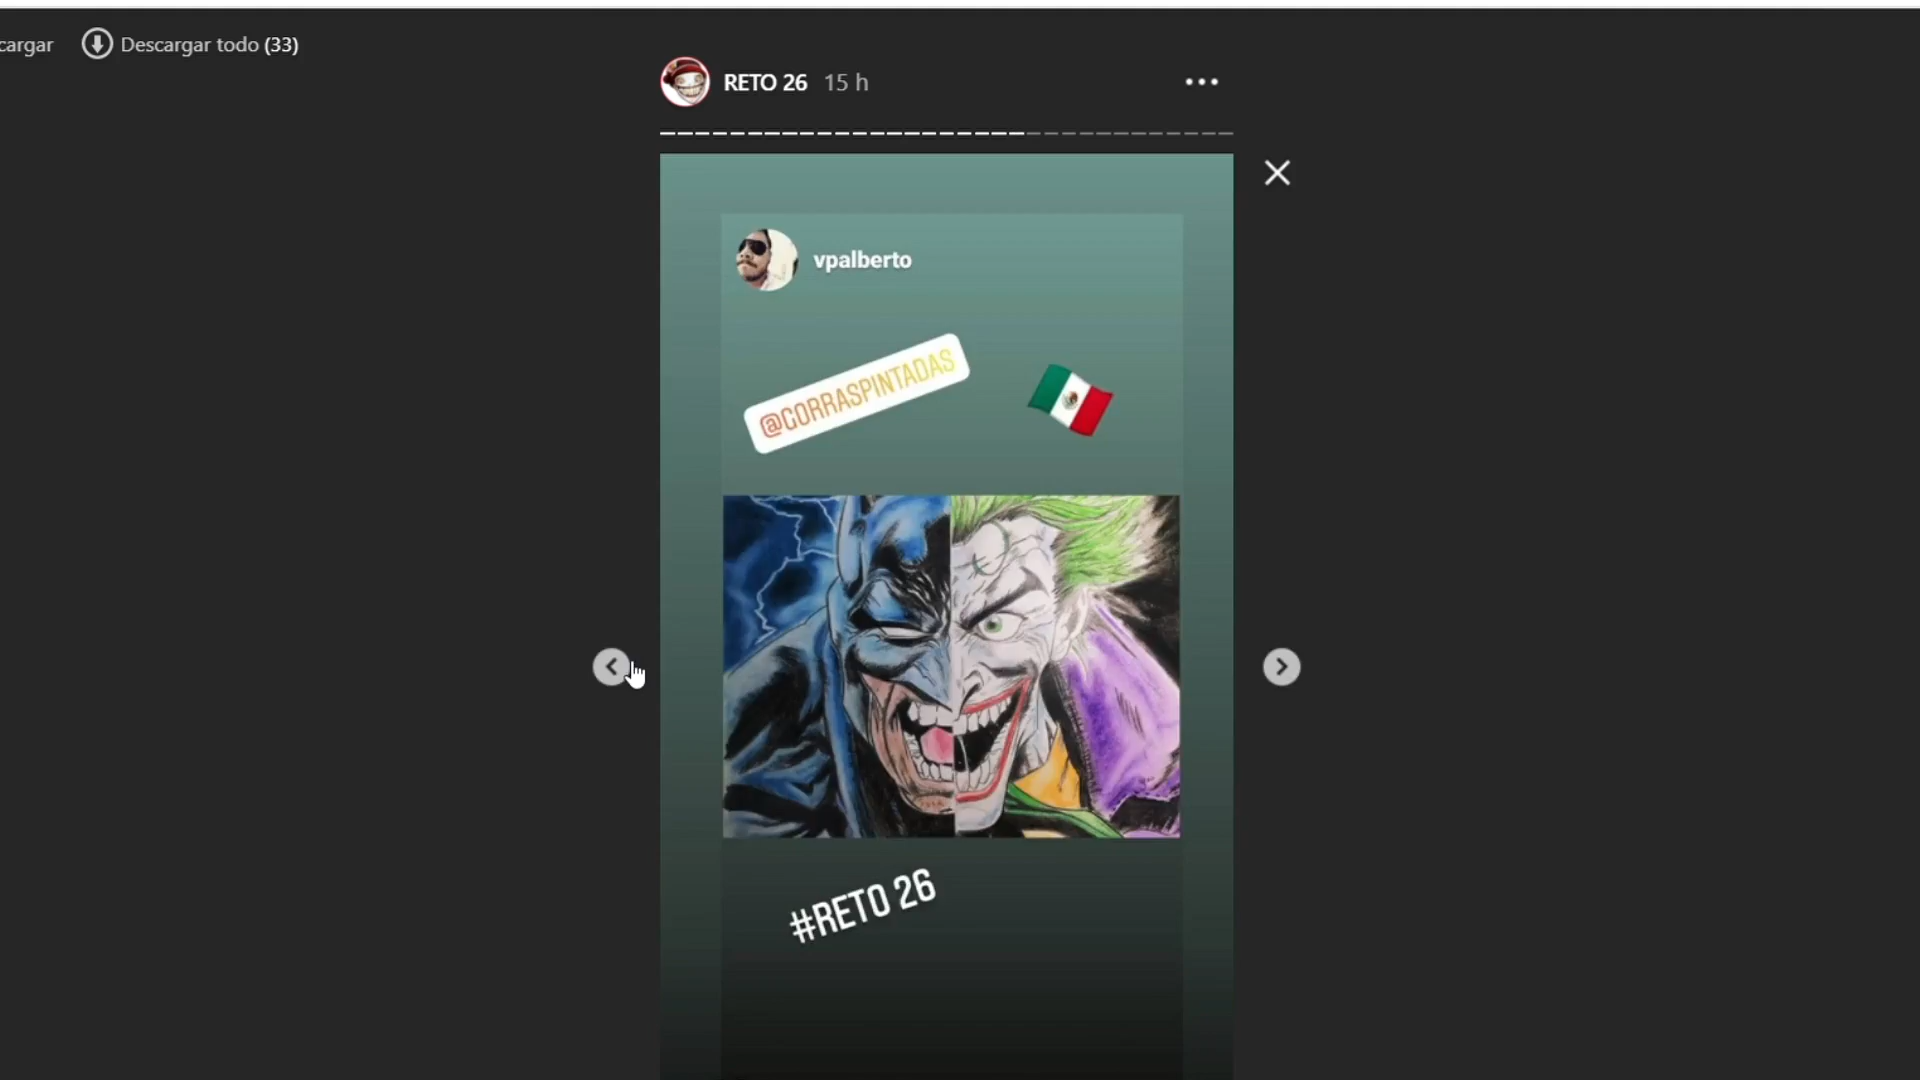 cargar
Descargar todo (33)
RETO 26 15 h
vpalberto
@CORRASPINTADAS
#RETO 26